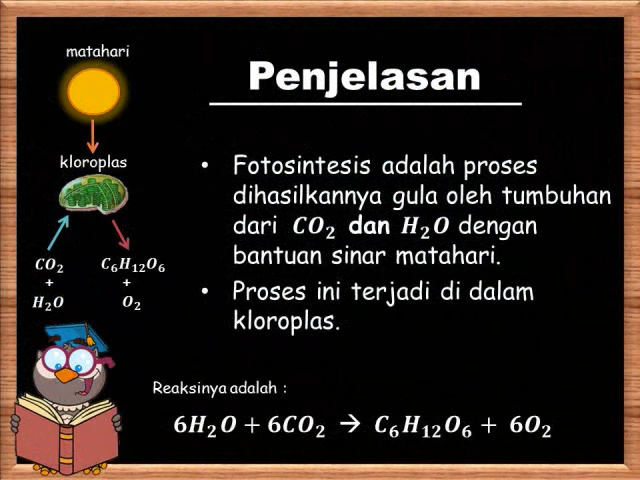 matahari
kloroplas
CO₂
+
H₂O
C₆H₁₂O₆
+
O₂
Penjelasan
• Fotosintesis adalah proses
dihasilkannya gula oleh tumbuhan
dari CO₂ dan H₂O dengan
bantuan sinar matahari.
• Proses ini terjadi di dalam
kloroplas.
Reaksinya adalah :
6H₂O + 6CO₂ → C₆H₁₂O₆ + 6O₂